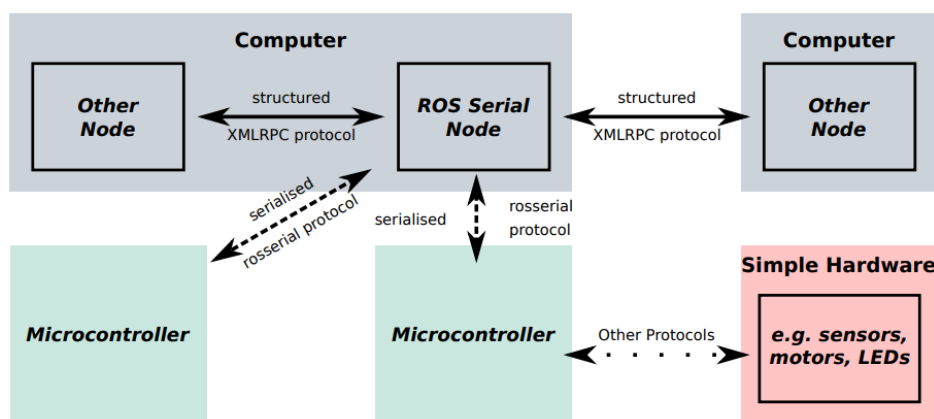 Computer
Computer
Other
Node
structured
XMLRPC protocol
ROS Serial
Node
structured
XMLRPC protocol
Other
Node
serialised
rosserial protocol
serialised
rosserial
protocol
Microcontroller
Microcontroller
Other Protocols
Simple Hardware
e.g. sensors,
motors, LEDs